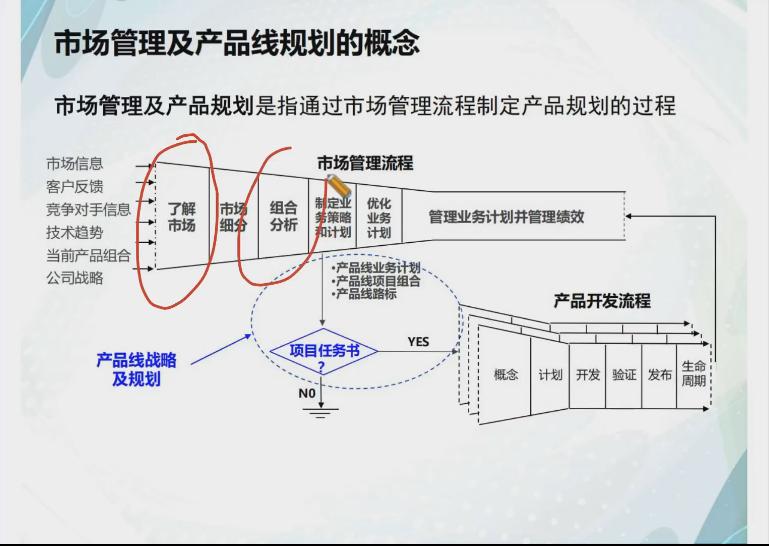 市场管理及产品线规划的概念
市场管理及产品规划是指通过市场管理流程制定产品规划的过程
市场信息
客户反馈
竞争对手信息
技术趋势
当前产品组合
公司战略
市场管理流程
了解
市场
市场
细分
组合
分析
制定业
务策略
和计划
优化
业务
计划
管理业务计划并管理绩效
•产品线业务计划
•产品线项目组合
•产品线路标
产品线战略
及规划
项目任务书
?
YES
N0
产品开发流程
概念
计划
开发
验证
发布
生命
周期